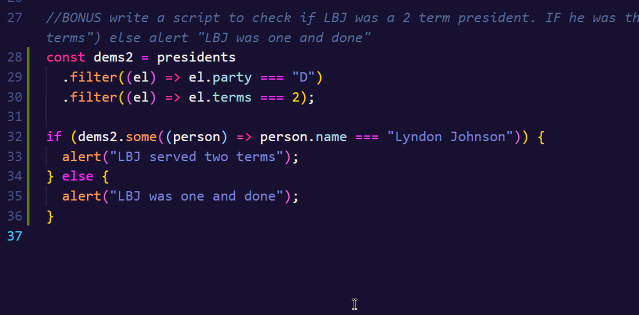 27 //BONUS write a script to check if LBJ was a 2 term president. IF he was th
terms") else alert "LBJ was one and done"
28 const dems2 = presidents
29 .filter((el) => el.party === "D")
30 .filter((el) => el.terms === 2);
31
32 if (dems2.some((person) => person.name === "Lyndon Johnson")) {
33 alert("LBJ served two terms");
34 } else {
35 alert("LBJ was one and done");
36 }
37